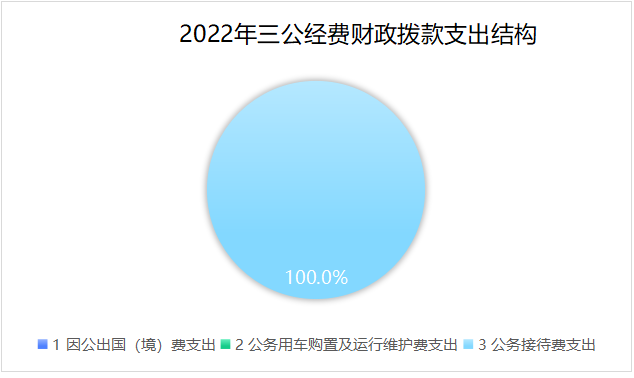 2022年三公经费财政拨款支出结构
100.0%
1 因公出国（境）费支出 2 公务用车购置及运行维护费支出 3 公务接待费支出